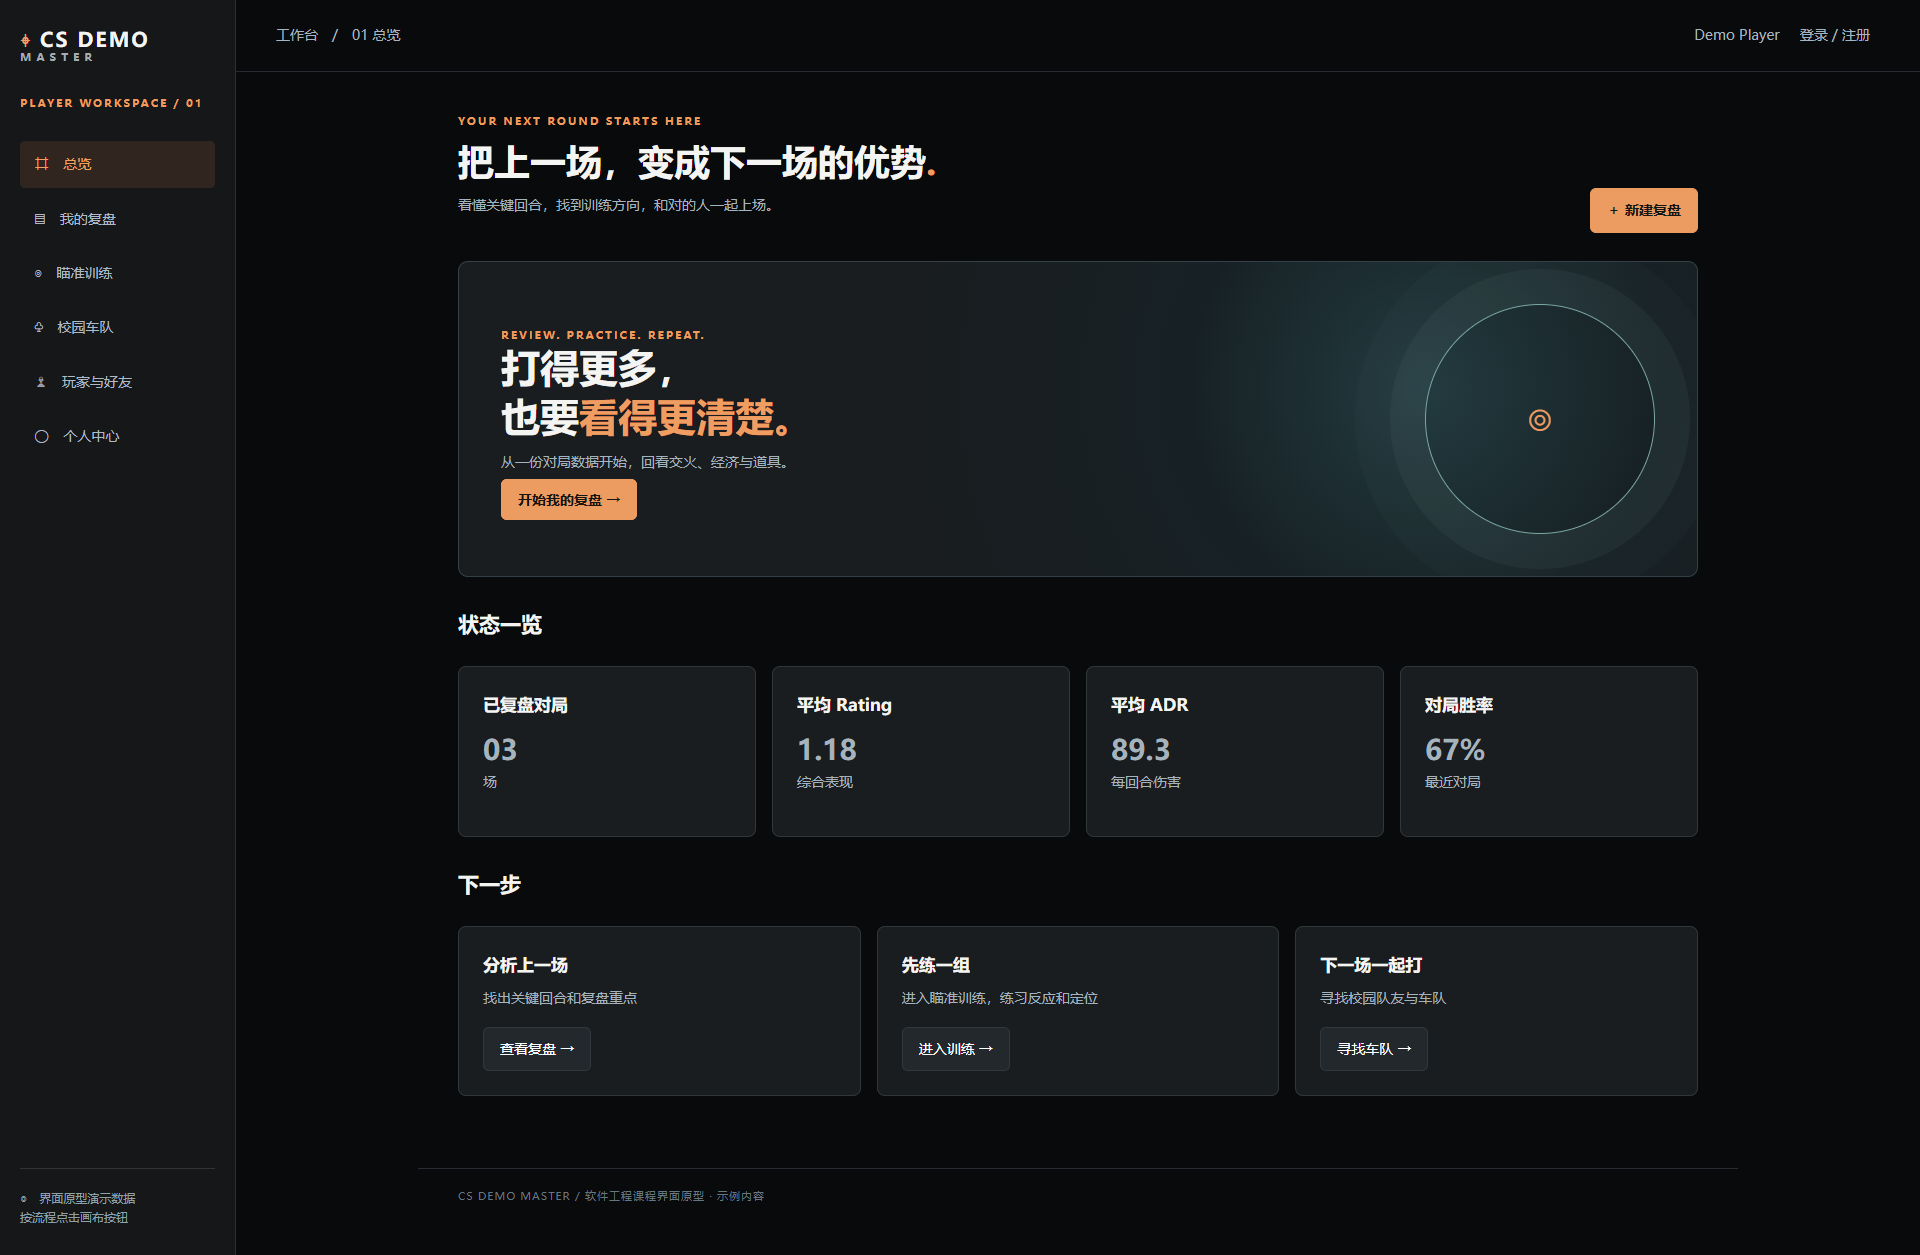 CS DEMO
MASTER
PLAYER WORKSPACE / 01
总览
我的复盘
瞄准训练
校园车队
玩家与好友
个人中心
界面原型演示数据
按流程点击画布按钮
工作台 / 01 总览
Demo Player 登录 / 注册
YOUR NEXT ROUND STARTS HERE
把上一场，变成下一场的优势.
看懂关键回合，找到训练方向，和对的人一起上场。
+ 新建复盘
REVIEW. PRACTICE. REPEAT.
打得更多，
也要看得更清楚。
从一份对局数据开始，回看交火、经济与道具。
开始我的复盘 →
状态一览
已复盘对局
03
场
平均 Rating
1.18
综合表现
平均 ADR
89.3
每回合伤害
对局胜率
67%
最近对局
下一步
分析上一场
找出关键回合和复盘重点
查看复盘 →
先练一组
进入瞄准训练，练习反应和定位
进入训练 →
下一场一起打
寻找校园队友与车队
寻找车队 →
CS DEMO MASTER / 软件工程课程界面原型 · 示例内容